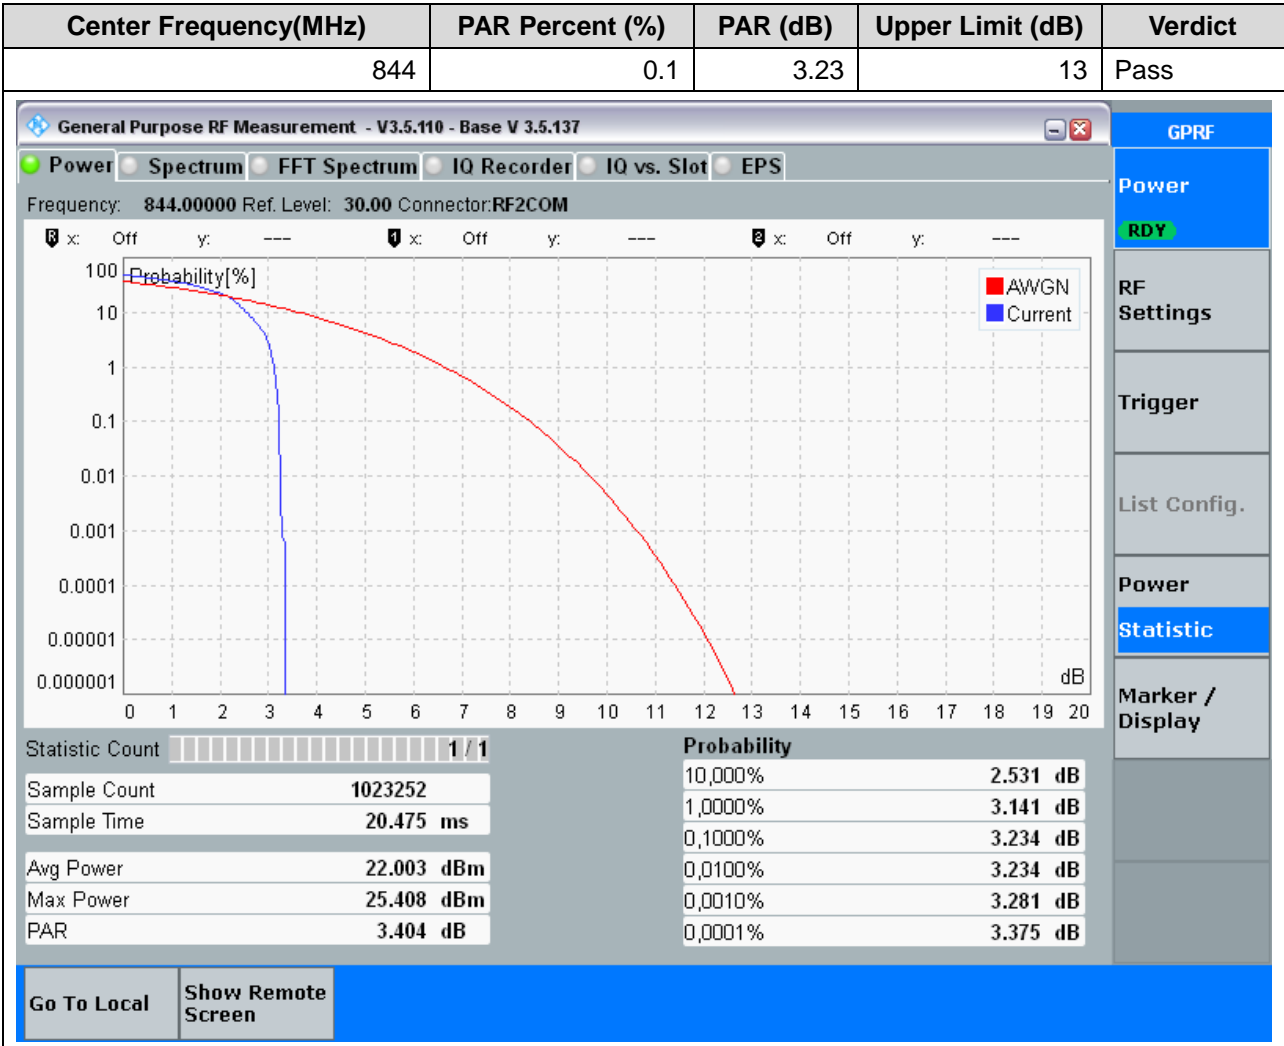 Center Frequency(MHz) PAR Percent (%) PAR (dB) Upper Limit (dB) Verdict
844 0.1 3.23 13 Pass
General Purpose RF Measurement - V3.5.110 - Base V 3.5.137
GPRF
Power Spectrum FFT Spectrum IQ Recorder IQ vs. Slot EPS
Frequency: 844.00000 Ref. Level: 30.00 Connector:RF2COM
R x: Off y: --- 1 x: Off y: --- 2 x: Off y: ---
Probability[%]
AWGN
Current
100
10
1
0.1
0.01
0.001
0.0001
0.00001
0.000001
dB
0 1 2 3 4 5 6 7 8 9 10 11 12 13 14 15 16 17 18 19 20
Statistic Count 1 / 1
Sample Count 1023252
Sample Time 20.475 ms
Avg Power 22.003 dBm
Max Power 25.408 dBm
PAR 3.404 dB
Probability
10,000% 2.531 dB
1,0000% 3.141 dB
0,1000% 3.234 dB
0,0100% 3.234 dB
0,0010% 3.281 dB
0,0001% 3.375 dB
Power
RDY
RF
Settings
Trigger
List Config.
Power
Statistic
Marker /
Display
Go To Local
Show Remote
Screen